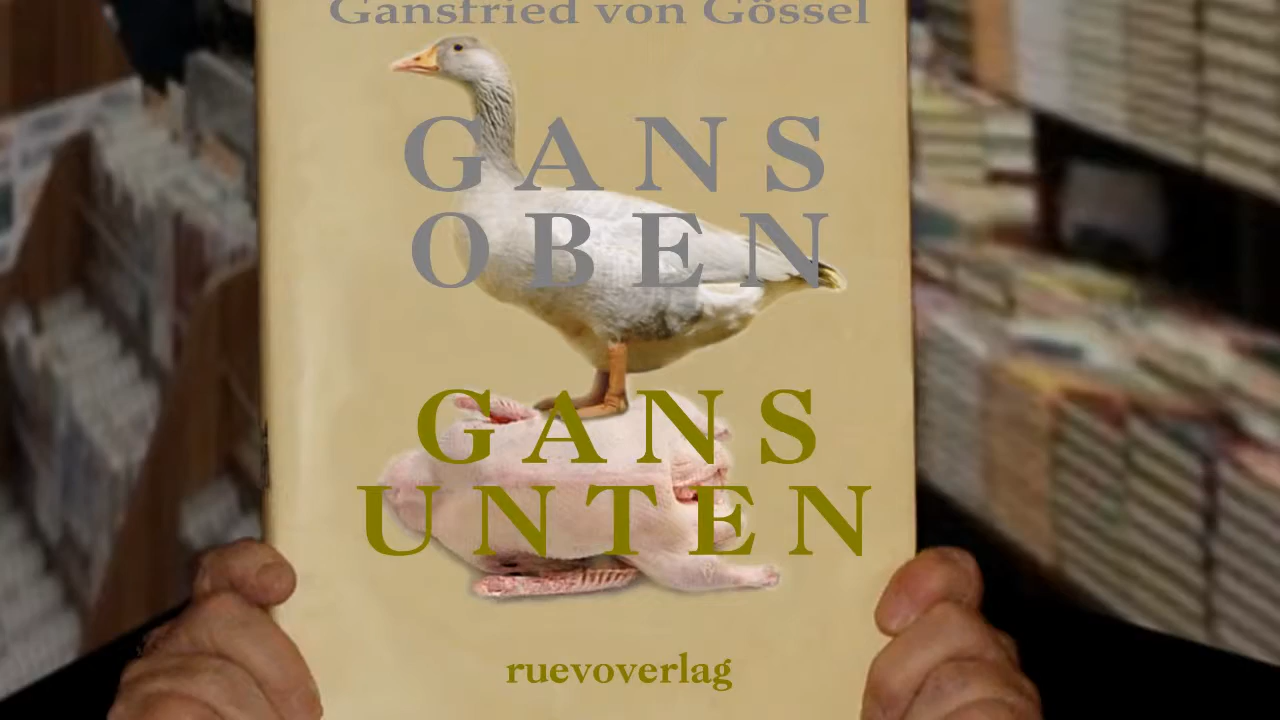 Gansfried von Gössel
GANS
OBEN
GANS
UNTEN
ruevoverlag